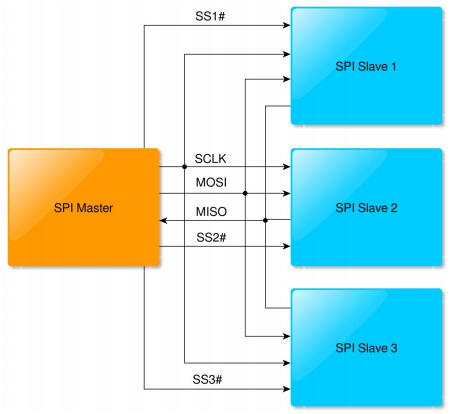 SS1#
SPI Slave 1
SCLK
MOSI
SPI Master
MISO
SPI Slave 2
SS2#
SPI Slave 3
SS3#